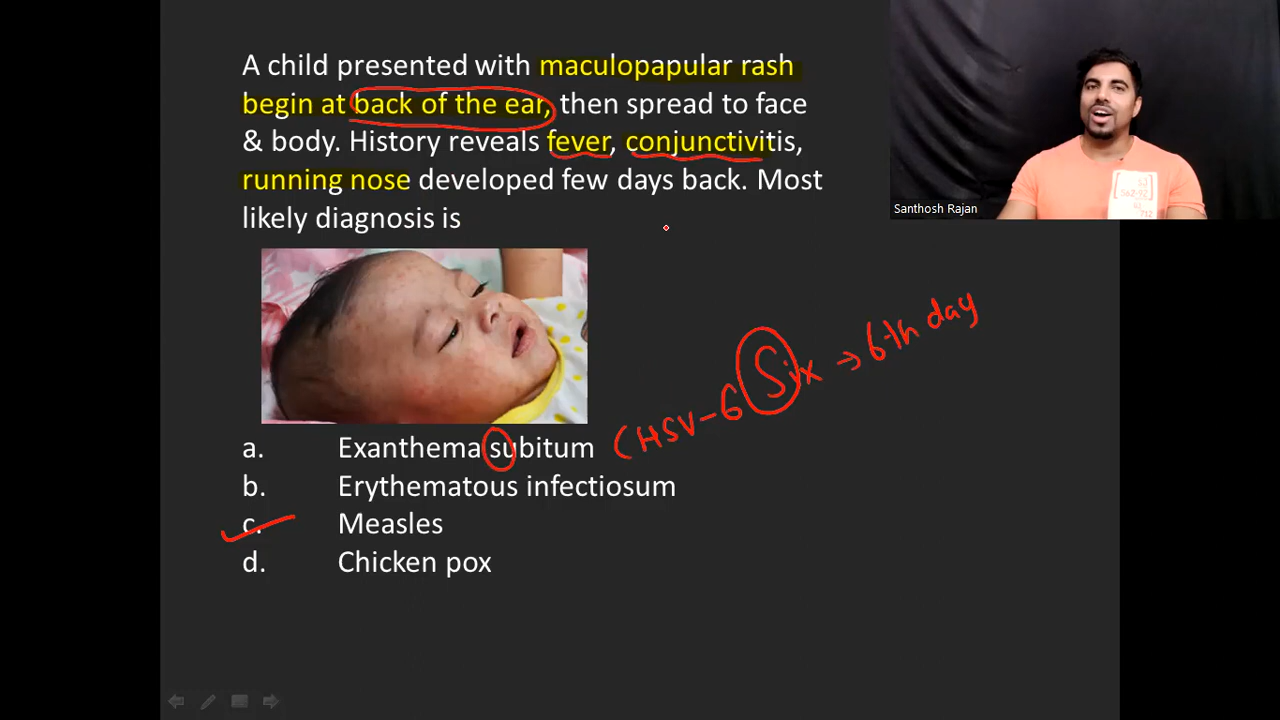 A child presented with maculopapular rash
begin at back of the ear, then spread to face
& body. History reveals fever, conjunctivitis,
running nose developed few days back. Most
likely diagnosis is
Santhosh Rajan
a. Exanthema subitum (HSV-6 Six → 6th day
b. Erythematous infectiosum
c. Measles
d. Chicken pox